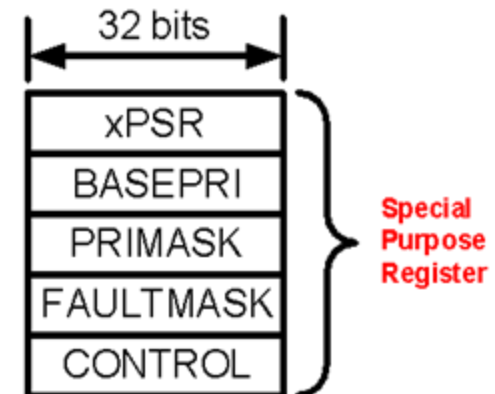 32 bits
xPSR
BASEPRI
PRIMASK
FAULTMASK
CONTROL
Special
Purpose
Register